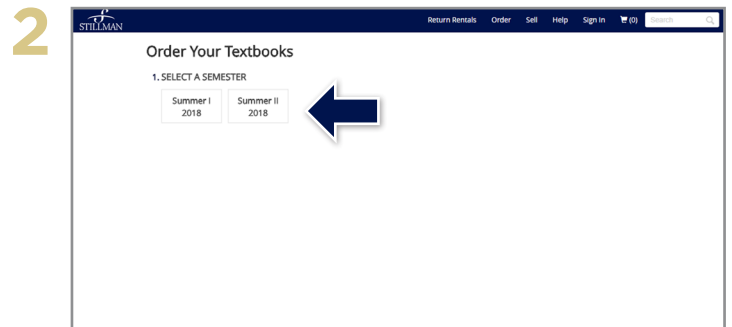 2
STILLMAN
Return Rentals Order Sell Help Sign In (0) Search
Order Your Textbooks
1. SELECT A SEMESTER
Summer I Summer II
2018 2018